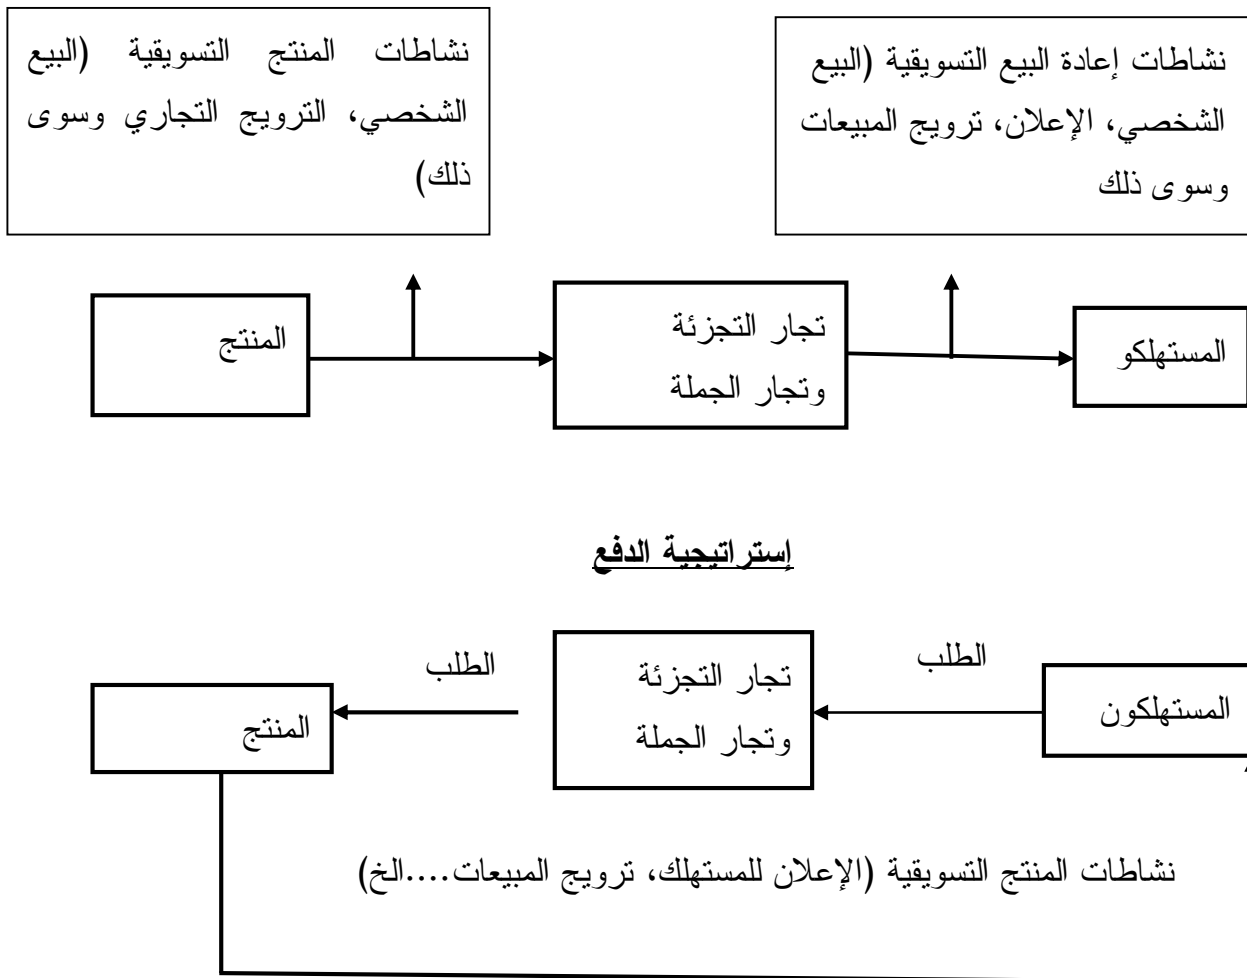 نشاطات إعادة البيع التسويقية (البيع
الشخصي، الإعلان، ترويج المبيعات
وسوى ذلك
نشاطات المنتج التسويقية (البيع
الشخصي، الترويج التجاري وسوى
ذلك)
المنتج
تجار التجزئة
وتجار الجملة
المستهلكو
إستراتيجية الدفع
المستهلكون
الطلب
تجار التجزئة
وتجار الجملة
الطلب
المنتج
نشاطات المنتج التسويقية (الإعلان للمستهلك، ترويج المبيعات....الخ)